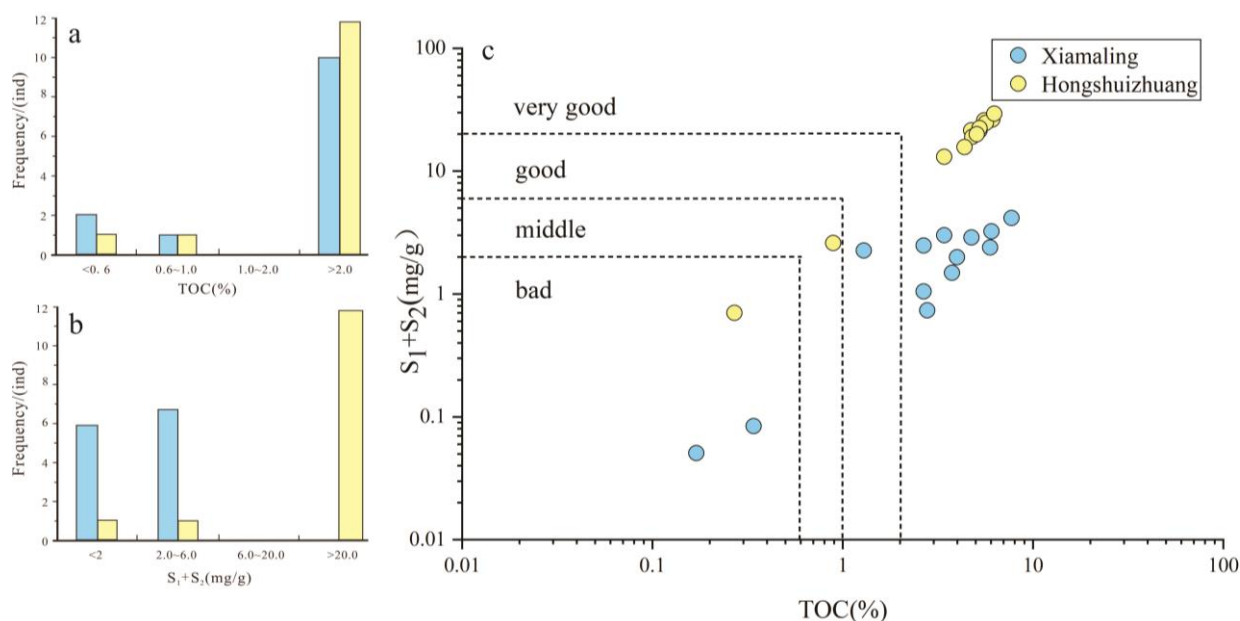 a
Frequency/(ind)
12
10
8
6
4
2
0
<0.6 0.6~1.0 1.0~2.0 >2.0
TOC(%)
b
Frequency/(ind)
12
10
8
6
4
2
0
<2 2.0~6.0 6.0~20.0 >20.0
S₁+S₂(mg/g)
c
Xiamaling
Hongshuizhuang
S₁+S₂(mg/g)
100
10
1
0.1
0.01
very good
good
middle
bad
0.01 0.1 1 10 100
TOC(%)